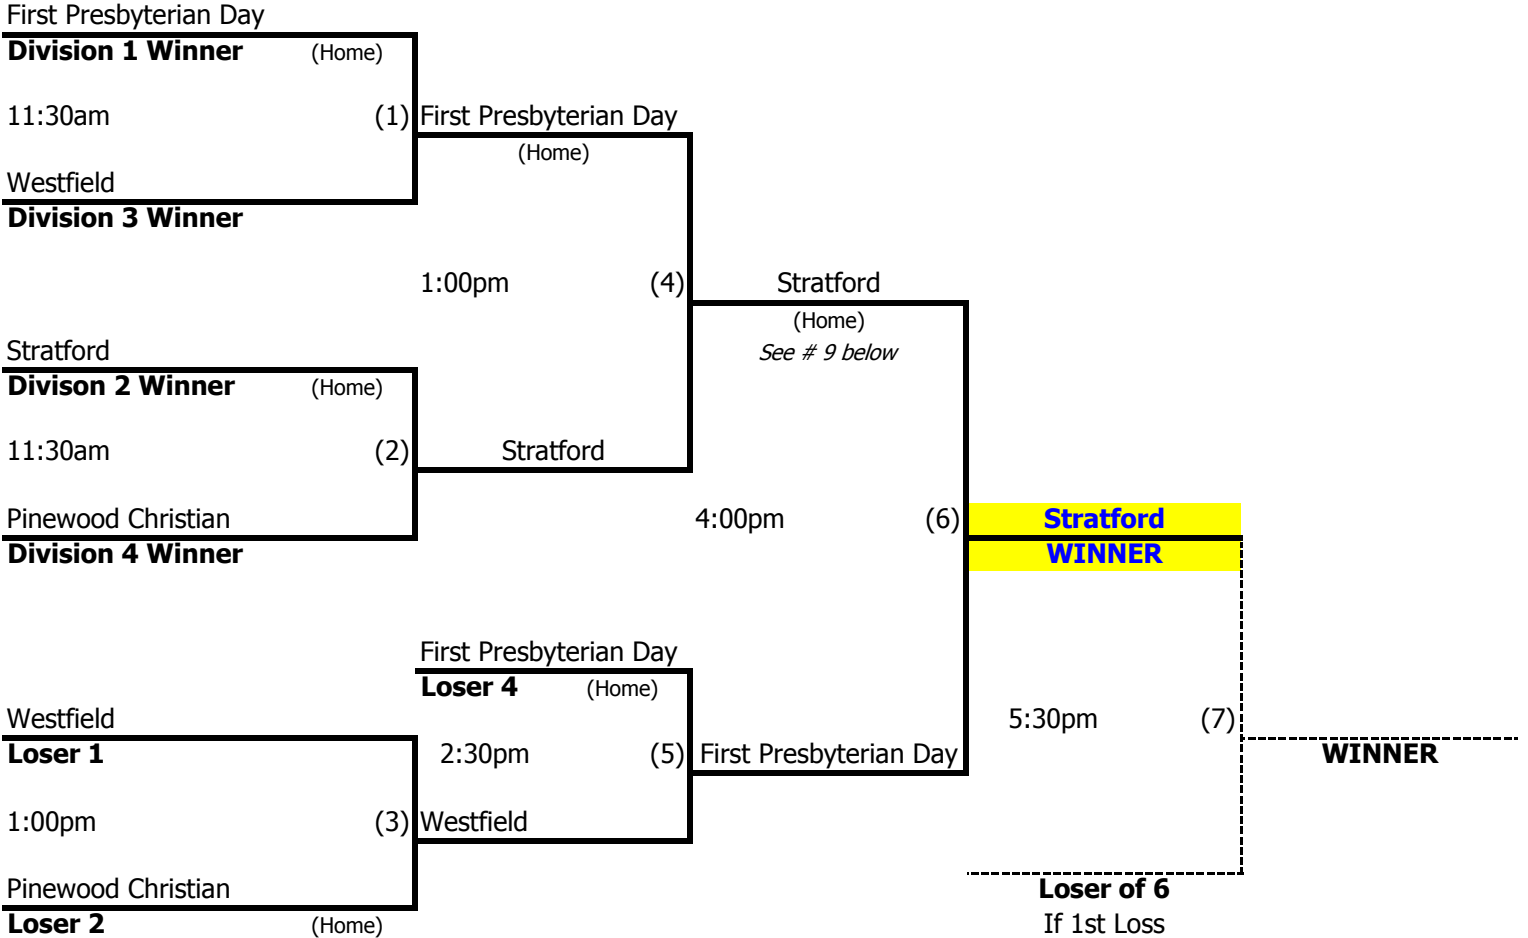 First Presbyterian Day
Division 1 Winner (Home)
11:30am (1) First Presbyterian Day
(Home)
Westfield
Division 3 Winner
1:00pm (4) Stratford
(Home)
See # 9 below
Stratford
Divison 2 Winner (Home)
11:30am (2) Stratford
Pinewood Christian 4:00pm (6) Stratford
Division 4 Winner WINNER
First Presbyterian Day
Loser 4 (Home)
Westfield 5:30pm (7)
Loser 1 2:30pm (5) First Presbyterian Day WINNER
1:00pm (3) Westfield
Pinewood Christian Loser of 6
Loser 2 (Home) If 1st Loss